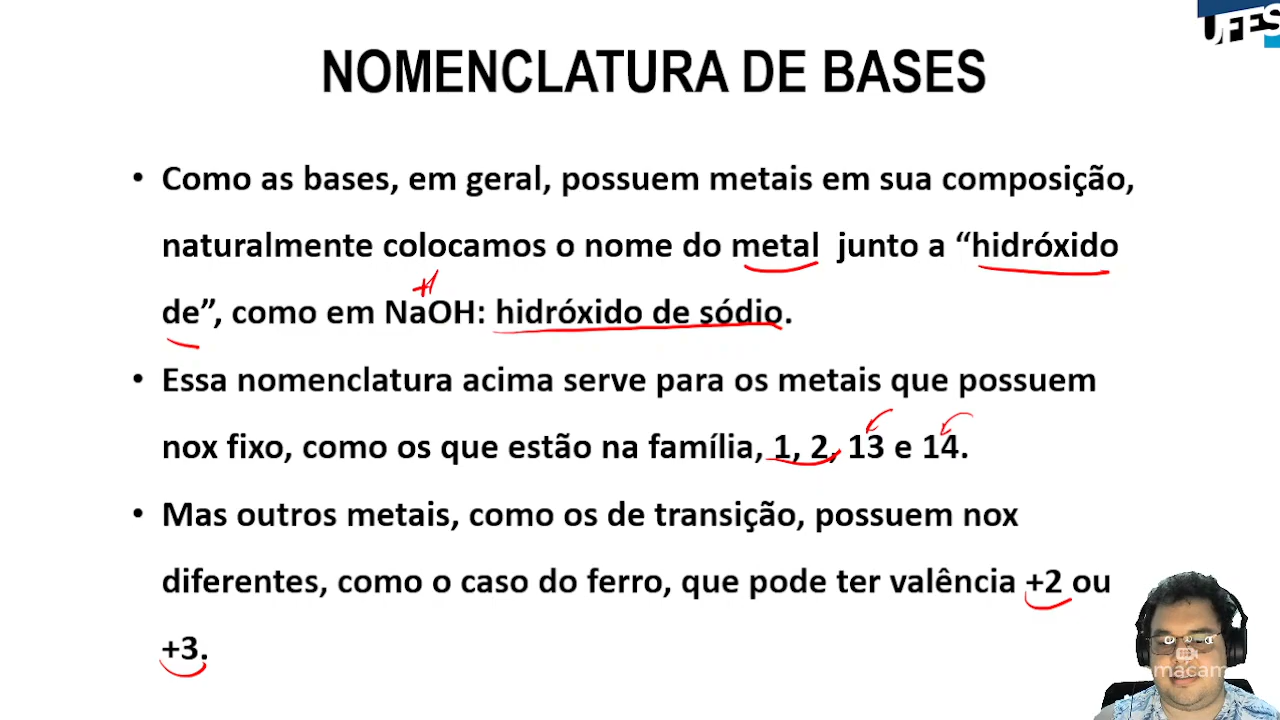 UFES
NOMENCLATURA DE BASES
• Como as bases, em geral, possuem metais em sua composição,
naturalmente colocamos o nome do metal junto a “hidróxido
+1
de”, como em NaOH: hidróxido de sódio.
• Essa nomenclatura acima serve para os metais que possuem
nox fixo, como os que estão na família, 1, 2, 13 e 14.
• Mas outros metais, como os de transição, possuem nox
diferentes, como o caso do ferro, que pode ter valência +2 ou
+3.